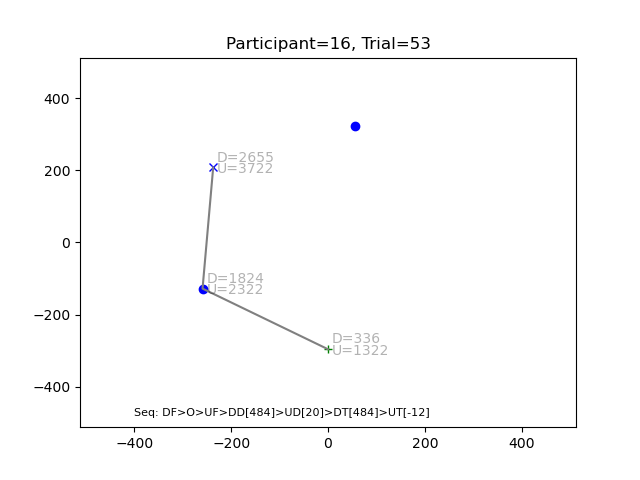 Participant=16, Trial=53
400
200
0
−200
−400
D=2655
U=3722
D=1824
U=2322
D=336
U=1322
Seq: DF>O>UF>DD[484]>UD[20]>DT[484]>UT[-12]
−400 −200 0 200 400